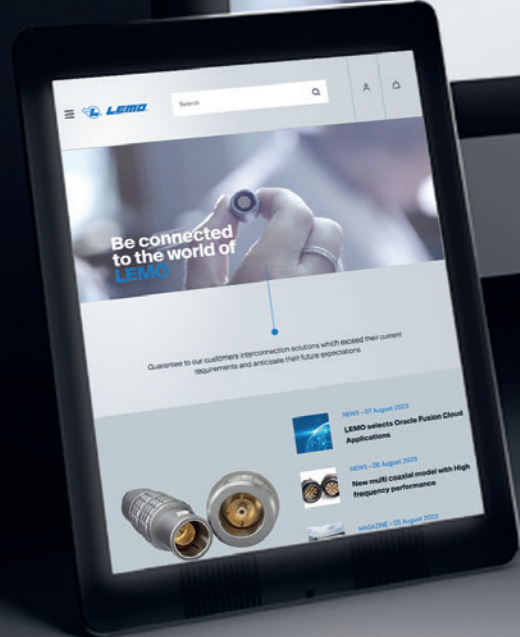 LEMO
Search
Be connected
to the world of
LEMO
Guarantee to our customers interconnection solutions which exceed their current
requirements and anticipate their future expectations
NEWS - 07 August 2023
LEMO selects Oracle Fusion Cloud
Applications
NEWS - 06 August 2023
New multi coaxial model with High
frequency performance
MAGAZINE - 05 August 2023